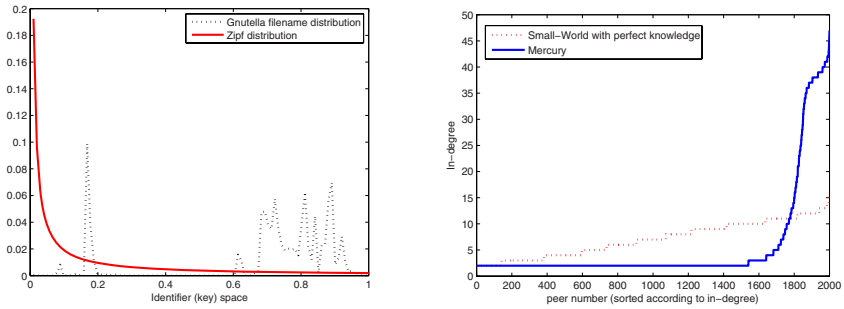 Gnutella filename distribution
Zipf distribution
0.2
0.18
0.16
0.14
0.12
0.1
0.08
0.06
0.04
0.02
0
0 0.2 0.4 0.6 0.8 1
Identifier (key) space
Small-World with perfect knowledge
Mercury
In-degree
50
45
40
35
30
25
20
15
10
5
0
0 200 400 600 800 1000 1200 1400 1600 1800 2000
peer number (sorted according to in-degree)